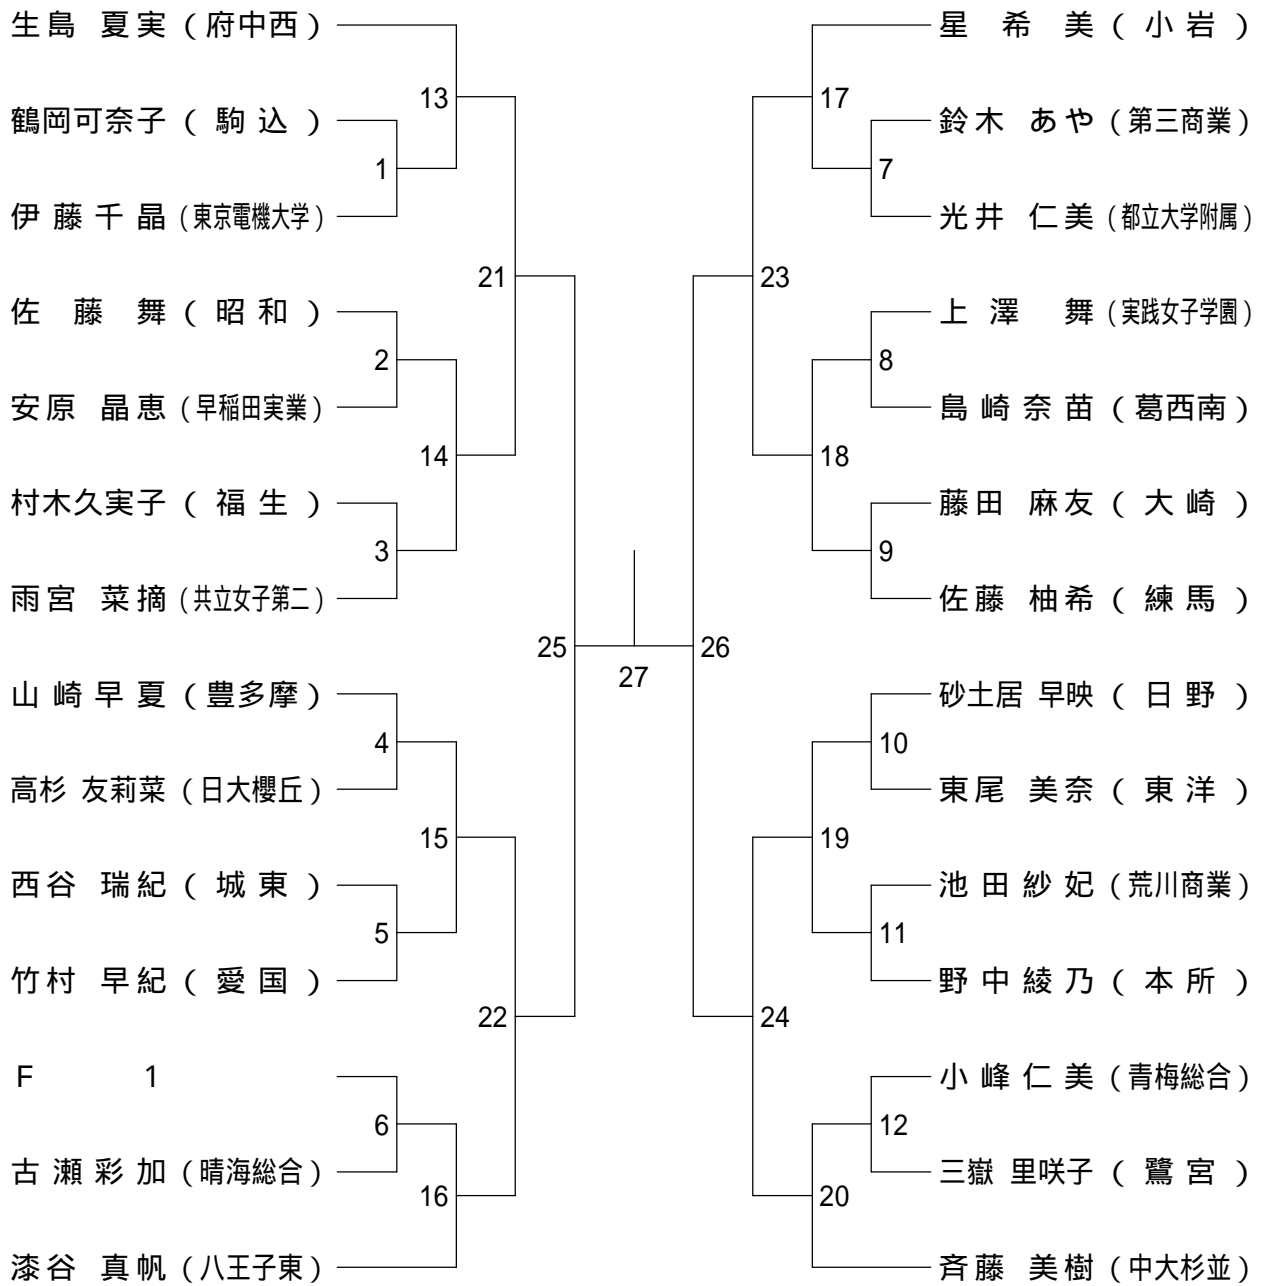 生島 夏実 (府中西)
13
鶴岡可奈子 (駒込)
1
伊藤千晶 (東京電機大学)
21
佐藤舞 (昭和)
2
安原 晶恵 (早稲田実業)
14
村木久実子 (福生)
3
雨宮 菜摘 (共立女子第二)
25
山崎早夏 (豊多摩)
4
高杉 友莉菜 (日大櫻丘)
15
西谷 瑞紀 (城東)
5
竹村 早紀 (愛国)
22
F 1
6
古瀬彩加 (晴海総合)
16
漆谷 真帆 (八王子東)
27
星 希美 (小岩)
17
鈴木 あや (第三商業)
7
光井 仁美 (都立大学附属)
23
上澤 舞 (実践女子学園)
8
島崎奈苗 (葛西南)
18
藤田 麻友 (大崎)
9
佐藤 柚希 (練馬)
26
砂土居 早映 (日野)
10
東尾 美奈 (東洋)
19
池田紗妃 (荒川商業)
11
野中綾乃 (本所)
24
小峰仁美 (青梅総合)
12
三嶽 里咲子 (鷺宮)
20
斉藤 美樹 (中大杉並)